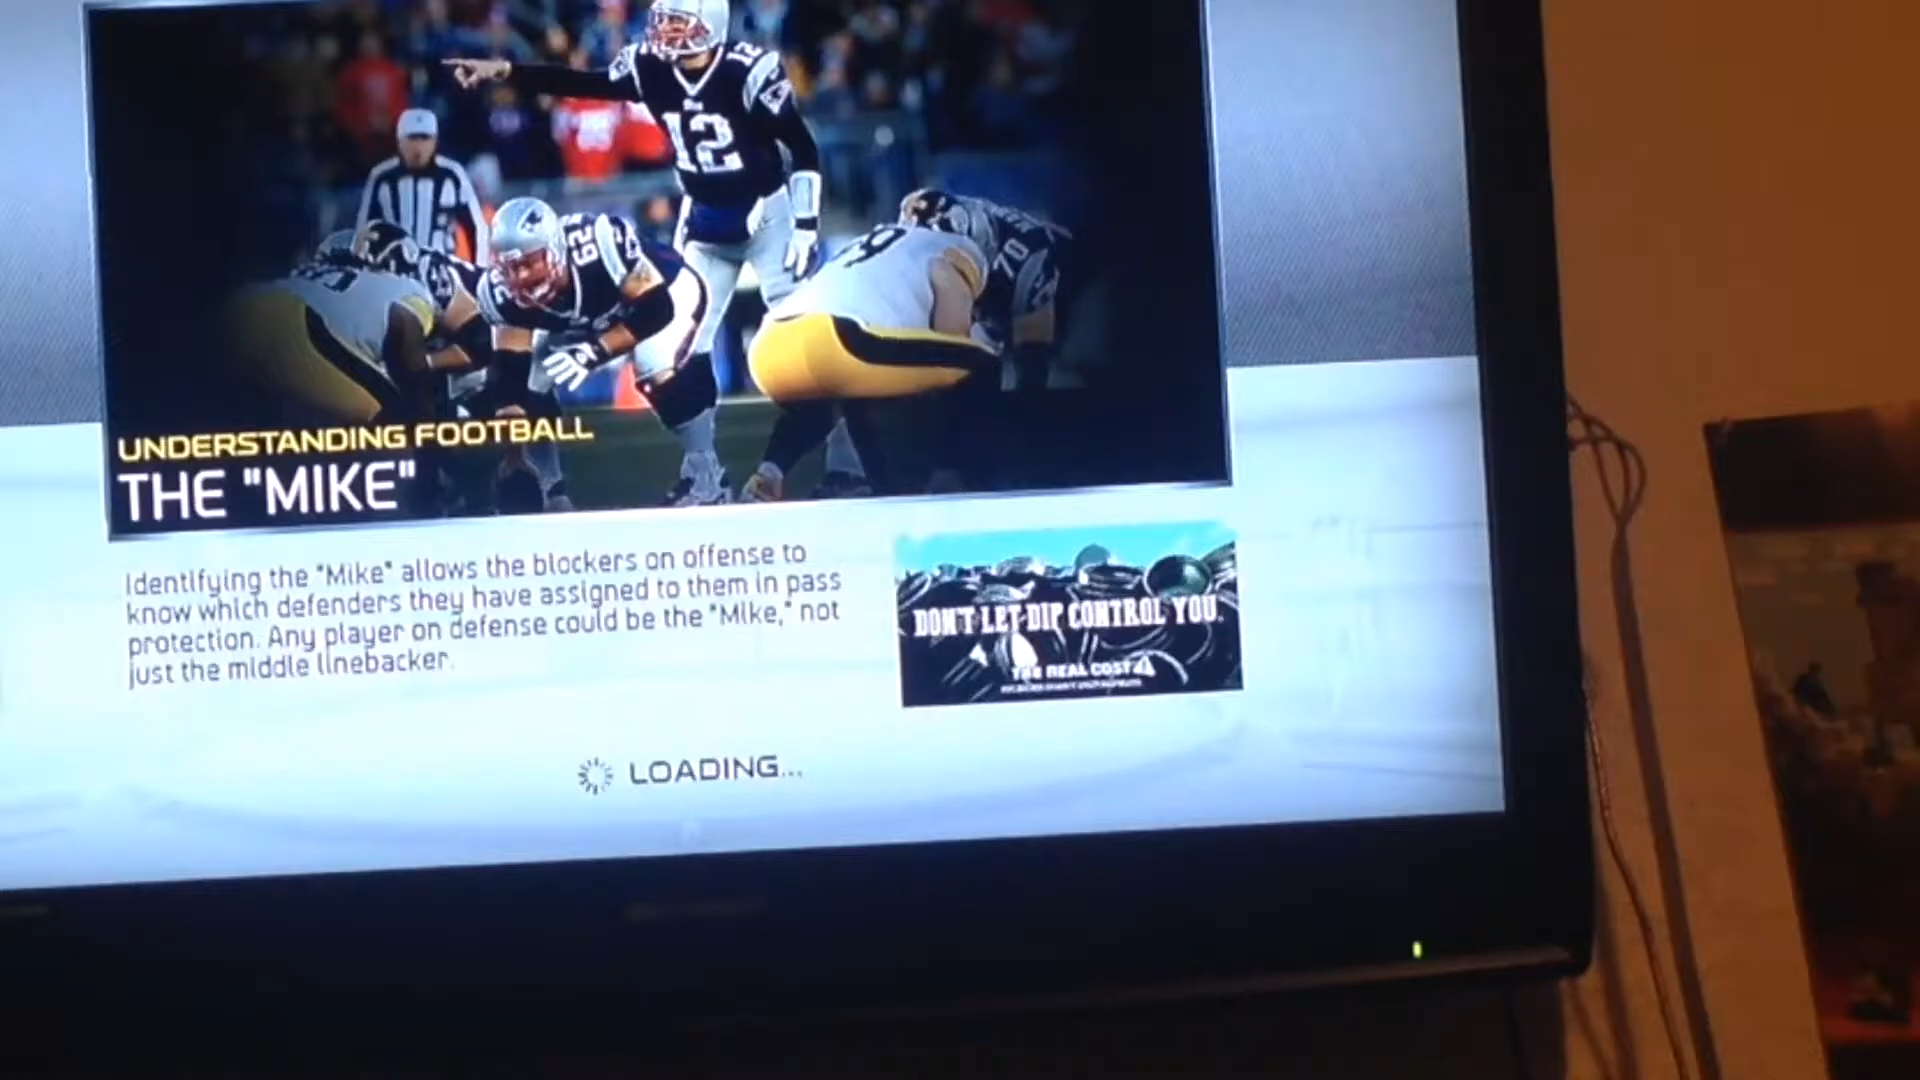 12
12
62
70
UNDERSTANDING FOOTBALL
THE "MIKE"
Identifying the "Mike" allows the blockers on offense to
know which defenders they have assigned to them in pass
protection. Any player on defense could be the "Mike," not
just the middle linebacker.
DON'T LET DIP CONTROL YOU.
THE REAL COST
LOADING...